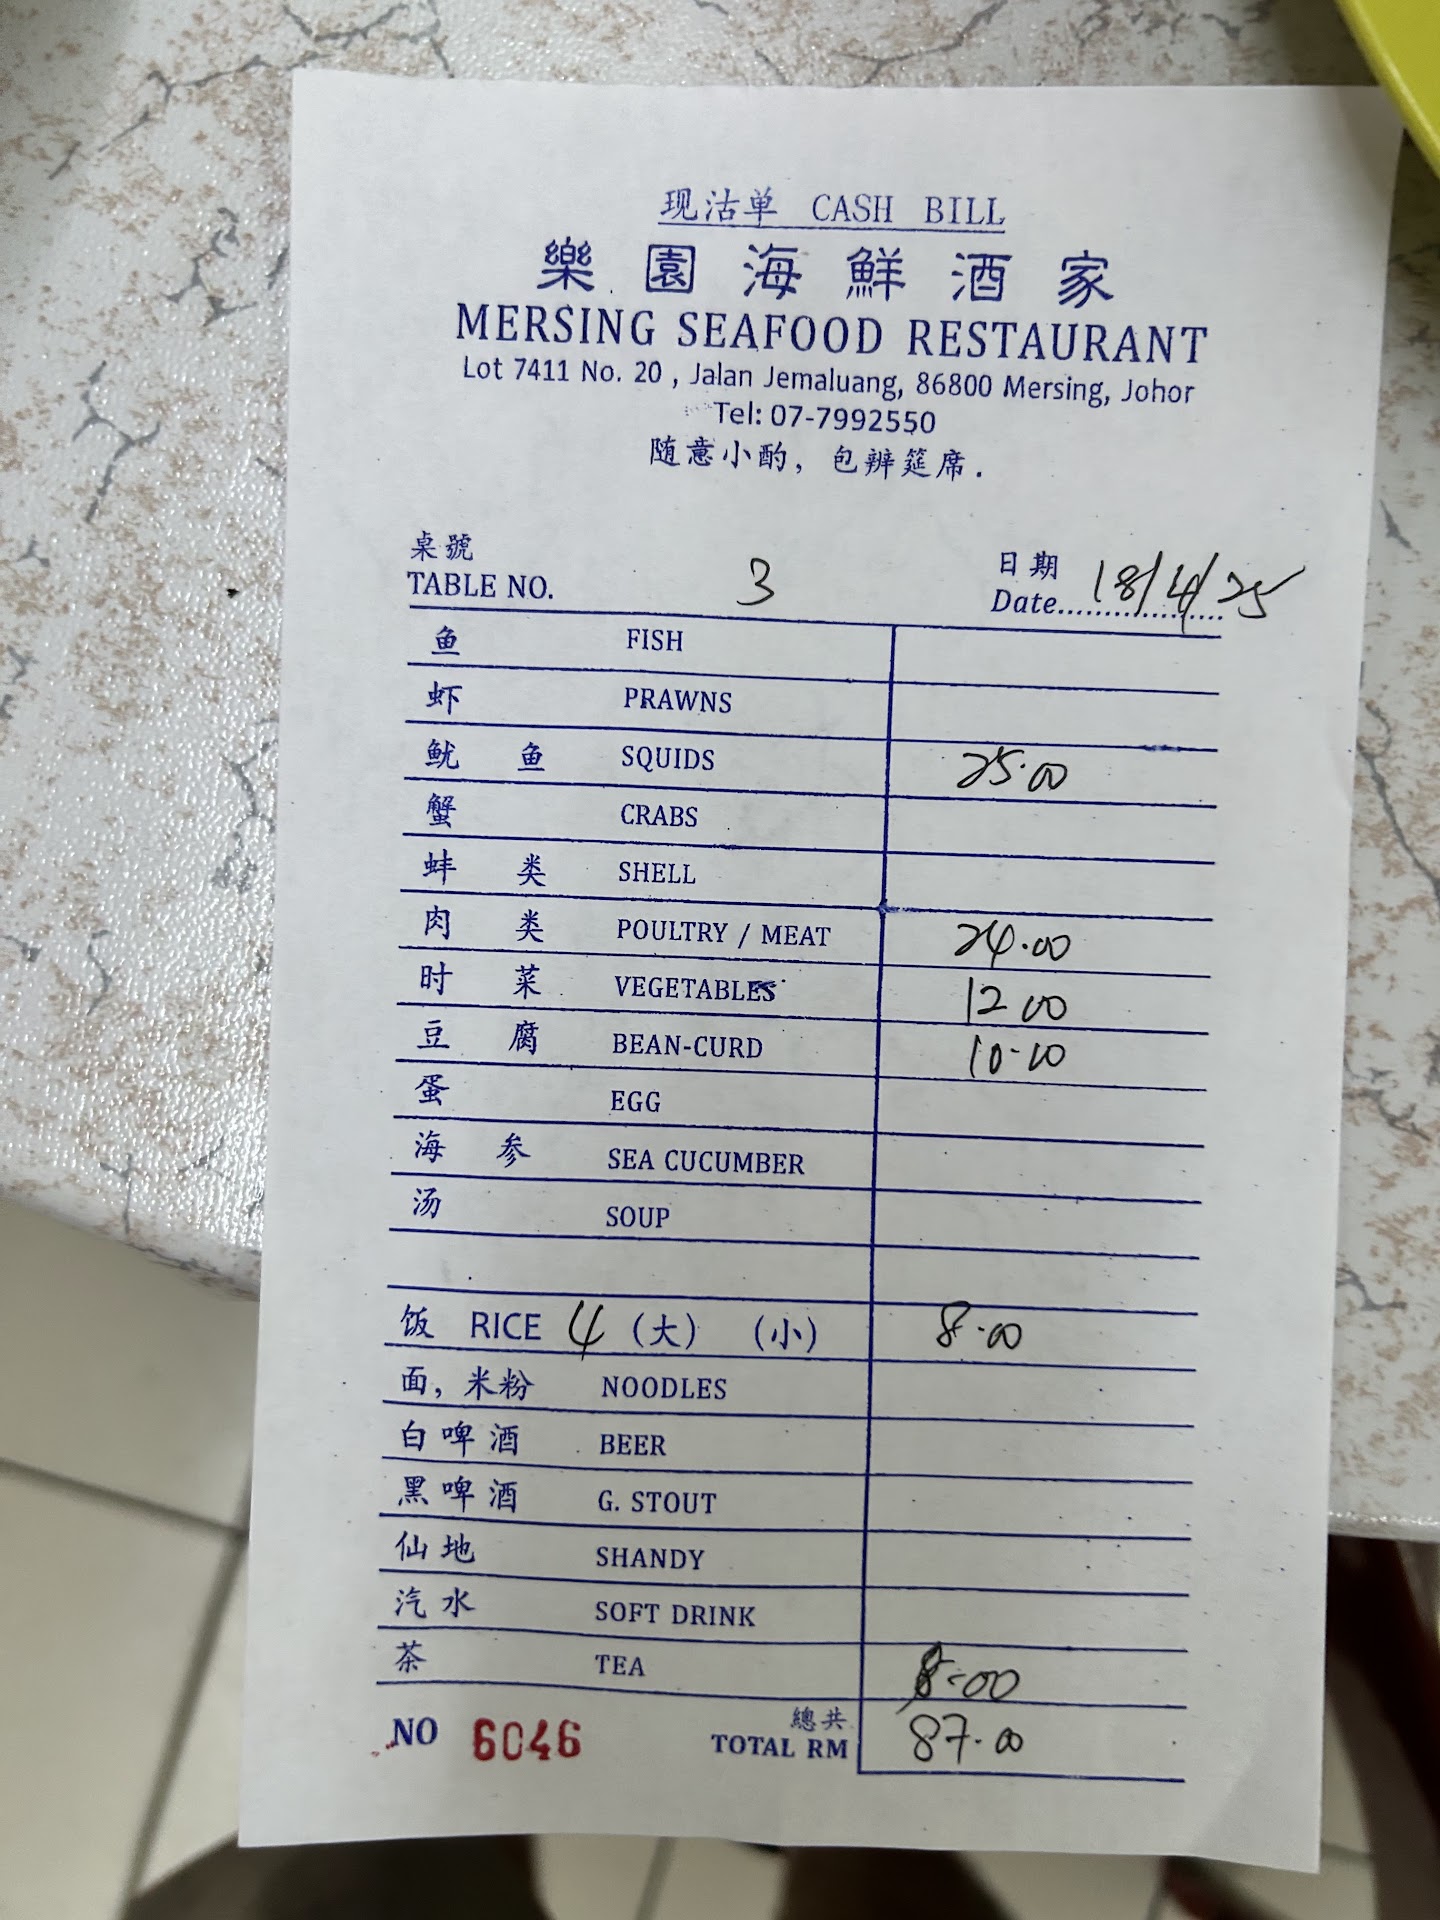 现沽单 CASH BILL
樂園海鮮酒家
MERSING SEAFOOD RESTAURANT
Lot 7411 No. 20 , Jalan Jemaluang, 86800 Mersing, Johor
Tel: 07-7992550
随意小酌, 包辨筵席.
桌號 日期
TABLE NO. 3 Date.................. 18/4/25
鱼 FISH
虾 PRAWNS
鱿鱼 SQUIDS 25.00
蟹 CRABS
蚌类 SHELL
肉类 POULTRY / MEAT 24.00
时菜 VEGETABLES 12 00
豆腐 BEAN-CURD 10-00
蛋 EGG
海参 SEA CUCUMBER
汤 SOUP
饭 RICE 4 (大) (小) 8.00
面, 米粉 NOODLES
白啤酒 BEER
黑啤酒 G. STOUT
仙地 SHANDY
汽水 SOFT DRINK
茶 TEA 8-00
總共
NO 6046 TOTAL RM 87.00